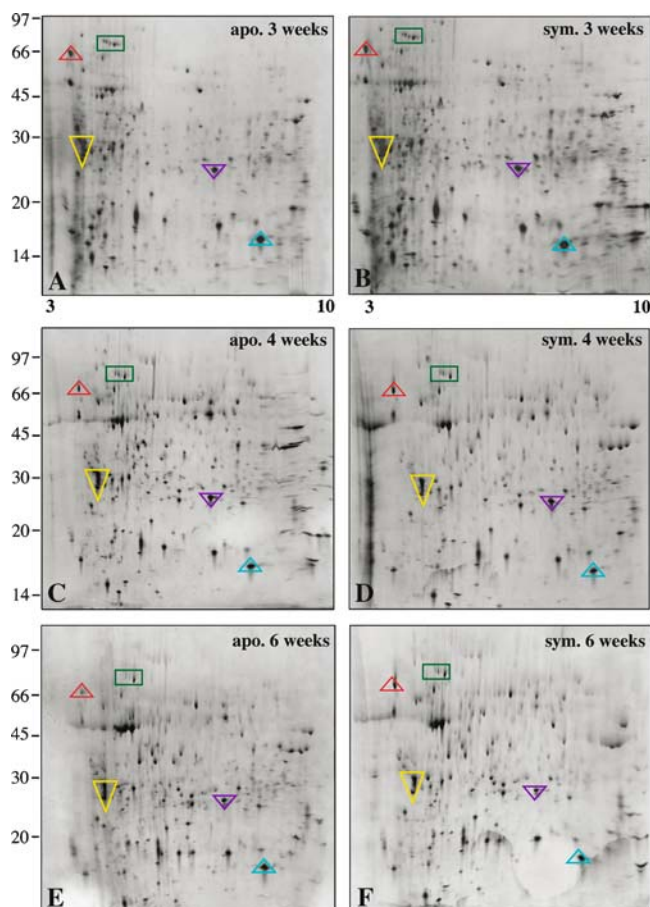 apo. 3 weeks
sym. 3 weeks
97
66
45
30
20
14
A
B
3
10
3
10
apo. 4 weeks
sym. 4 weeks
97
66
45
30
20
14
C
D
apo. 6 weeks
sym. 6 weeks
97
66
45
30
20
E
F